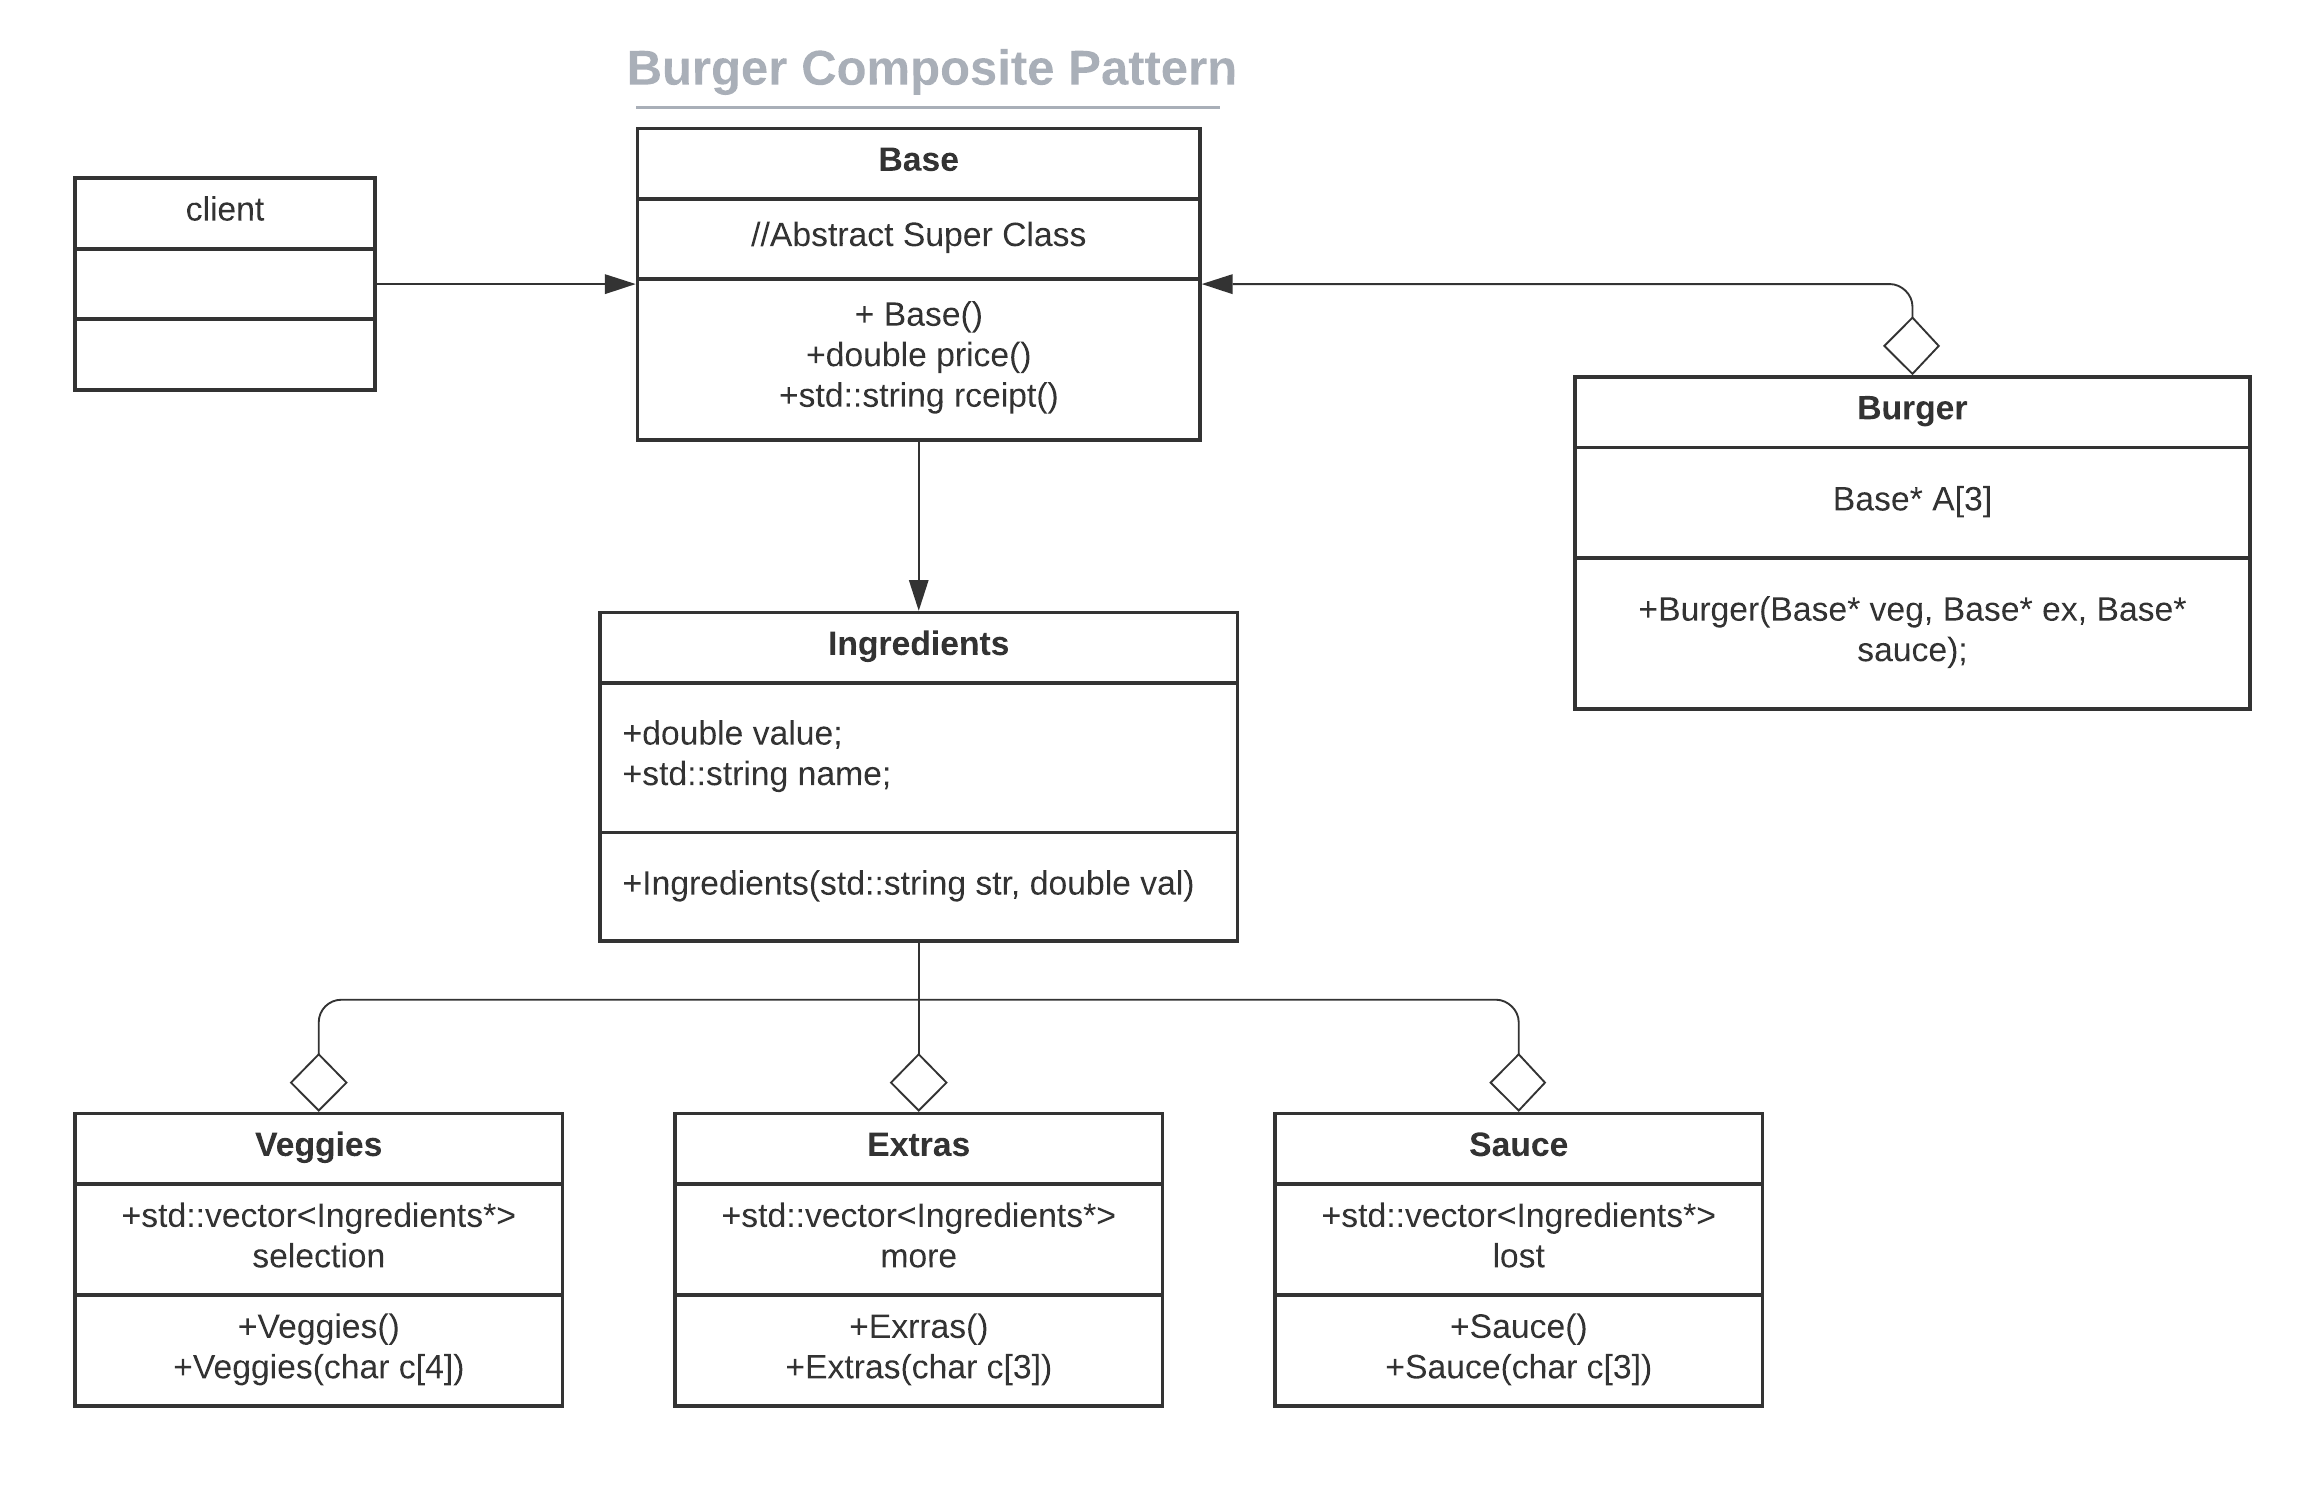 Burger Composite Pattern
client
Base
//Abstract Super Class
+ Base()
+double price()
+std::string rceipt()
Burger
Base* A[3]
+Burger(Base* veg, Base* ex, Base*
sauce);
Ingredients
+double value;
+std::string name;
+Ingredients(std::string str, double val)
Veggies
+std::vector<Ingredients*>
selection
+Veggies()
+Veggies(char c[4])
Extras
+std::vector<Ingredients*>
more
+Exrras()
+Extras(char c[3])
Sauce
+std::vector<Ingredients*>
lost
+Sauce()
+Sauce(char c[3])